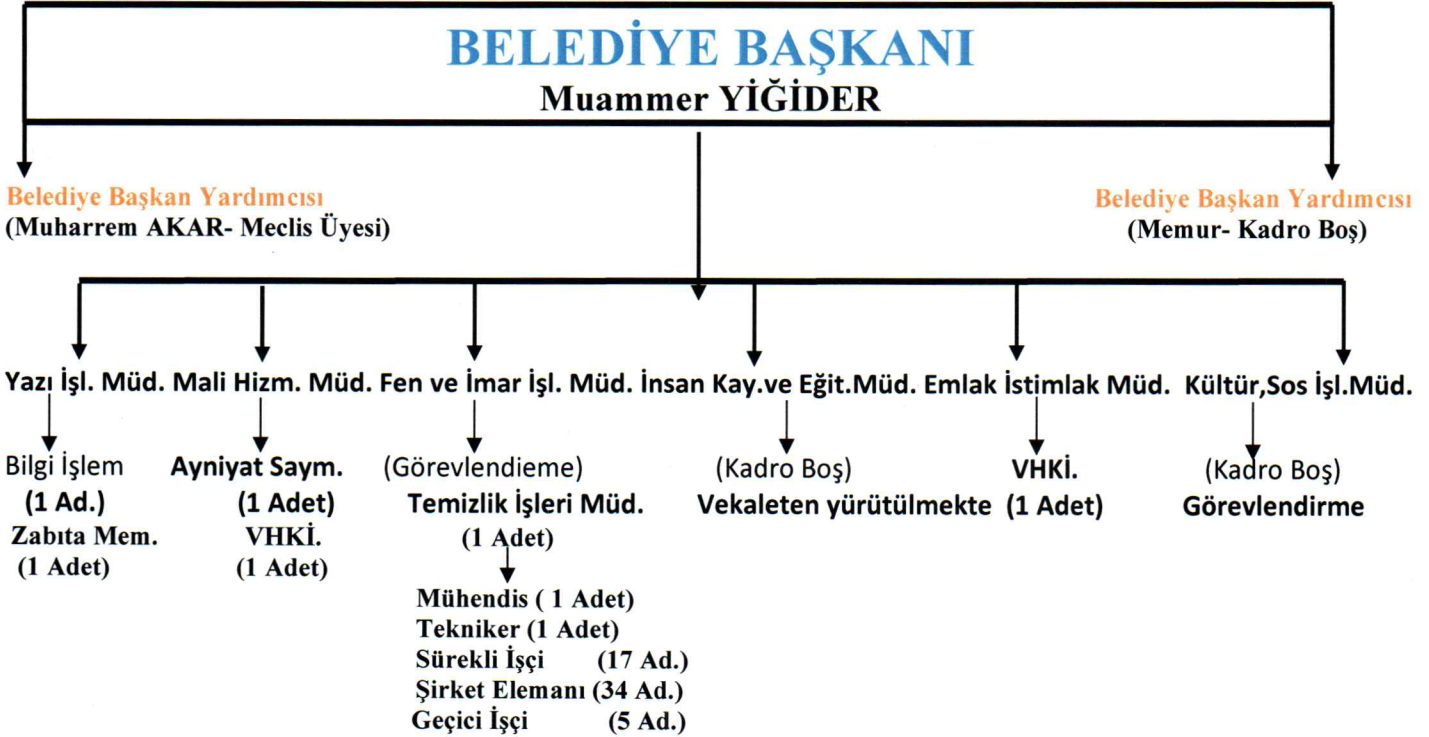 BELEDİYE BAŞKANI
Muammer YİĞİDER
Belediye Başkan Yardımcısı
(Muharrem AKAR- Meclis Üyesi)
Belediye Başkan Yardımcısı
(Memur- Kadro Boş)
Yazı İşl. Müd. Mali Hizm. Müd. Fen ve İmar İşl. Müd. İnsan Kay.ve Eğit.Müd. Emlak İstimlak Müd. Kültür,Sos İşl.Müd.
Bilgi İşlem
(1 Ad.)
Zabıta Mem.
(1 Adet)
Ayniyat Saym.
(1 Adet)
VHKİ.
(1 Adet)
(Görevlendieme)
Temizlik İşleri Müd.
(1 Adet)
Mühendis ( 1 Adet)
Tekniker (1 Adet)
Sürekli İşçi (17 Ad.)
Şirket Elemanı (34 Ad.)
Geçici İşçi (5 Ad.)
(Kadro Boş)
Vekaleten yürütülmekte
VHKİ.
(1 Adet)
(Kadro Boş)
Görevlendirme